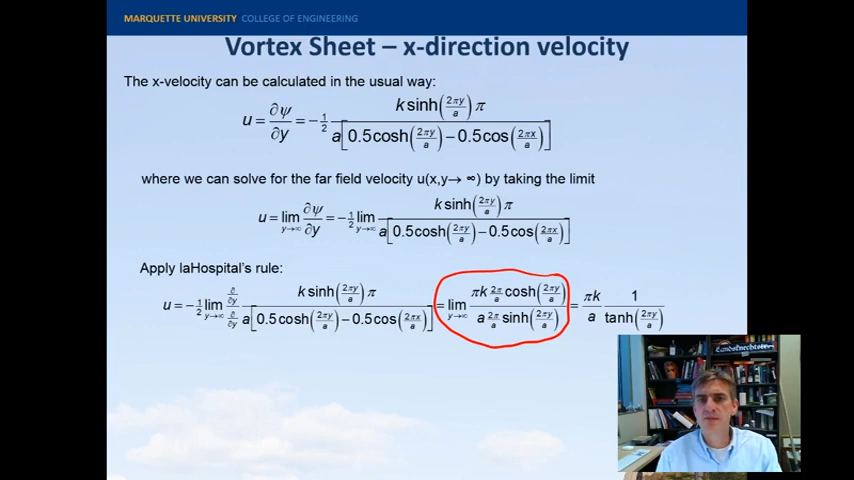 MARQUETTE UNIVERSITY COLLEGE OF ENGINEERING
Vortex Sheet – x-direction velocity
The x-velocity can be calculated in the usual way:
u = ∂ψ/∂y = −1/2 k sinh(2πy/a) π / a[0.5cosh(2πy/a) − 0.5cos(2πx/a)]
where we can solve for the far field velocity u(x,y→ ∞) by taking the limit
u = lim y→∞ ∂ψ/∂y = −1/2 lim y→∞ k sinh(2πy/a) π / a[0.5cosh(2πy/a) − 0.5cos(2πx/a)]
Apply laHospital's rule:
u = −1/2 lim y→∞ ∂/∂y / ∂/∂y k sinh(2πy/a) π / a[0.5cosh(2πy/a) − 0.5cos(2πx/a)] = lim y→∞ πk 2π/a cosh(2πy/a) / a 2π/a sinh(2πy/a) = πk/a 1/tanh(2πy/a)
Landsknechtster